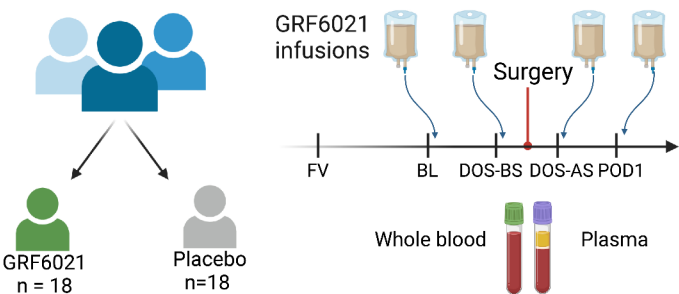 GRF6021
infusions
Surgery
FV
BL
DOS-BS
DOS-AS
POD1
GRF6021
n = 18
Placebo
n=18
Whole blood
Plasma